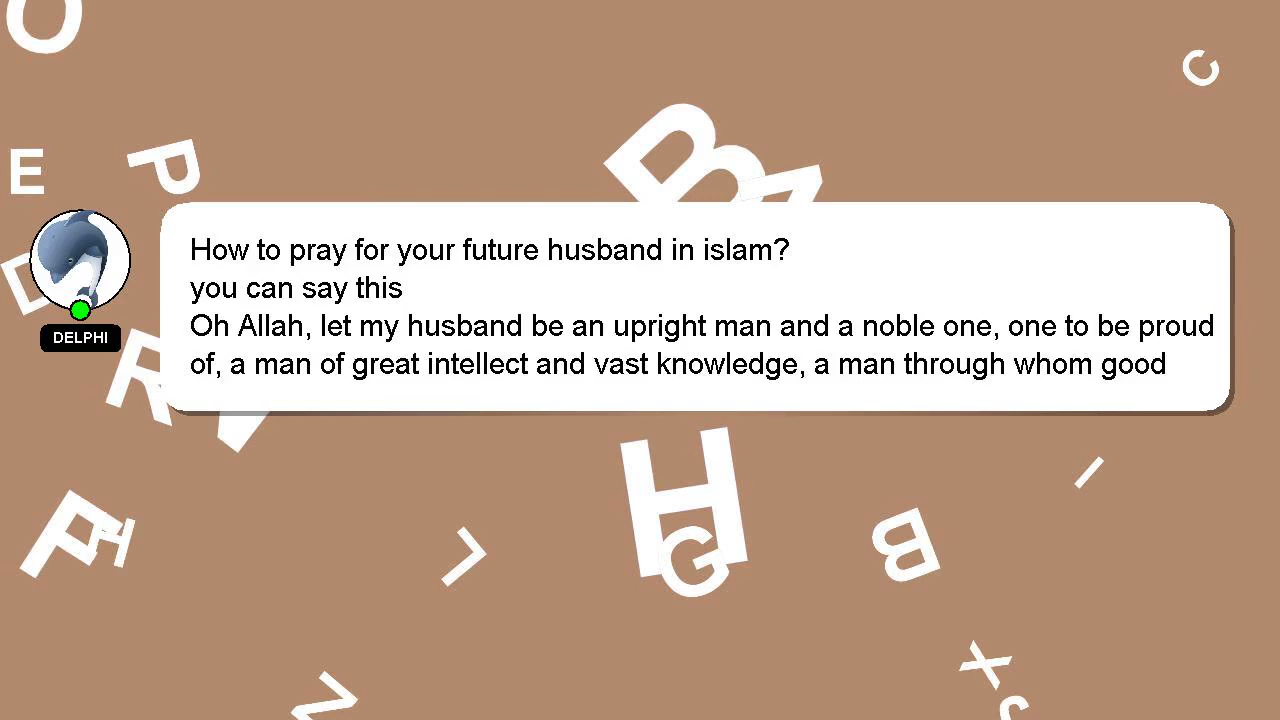 O
C
E
P
B
A
How to pray for your future husband in islam?
you can say this
Oh Allah, let my husband be an upright man and a noble one, one to be proud
of, a man of great intellect and vast knowledge, a man through whom good
DELPHI
D
R
H
F
H
L
G
B
I
X
Z